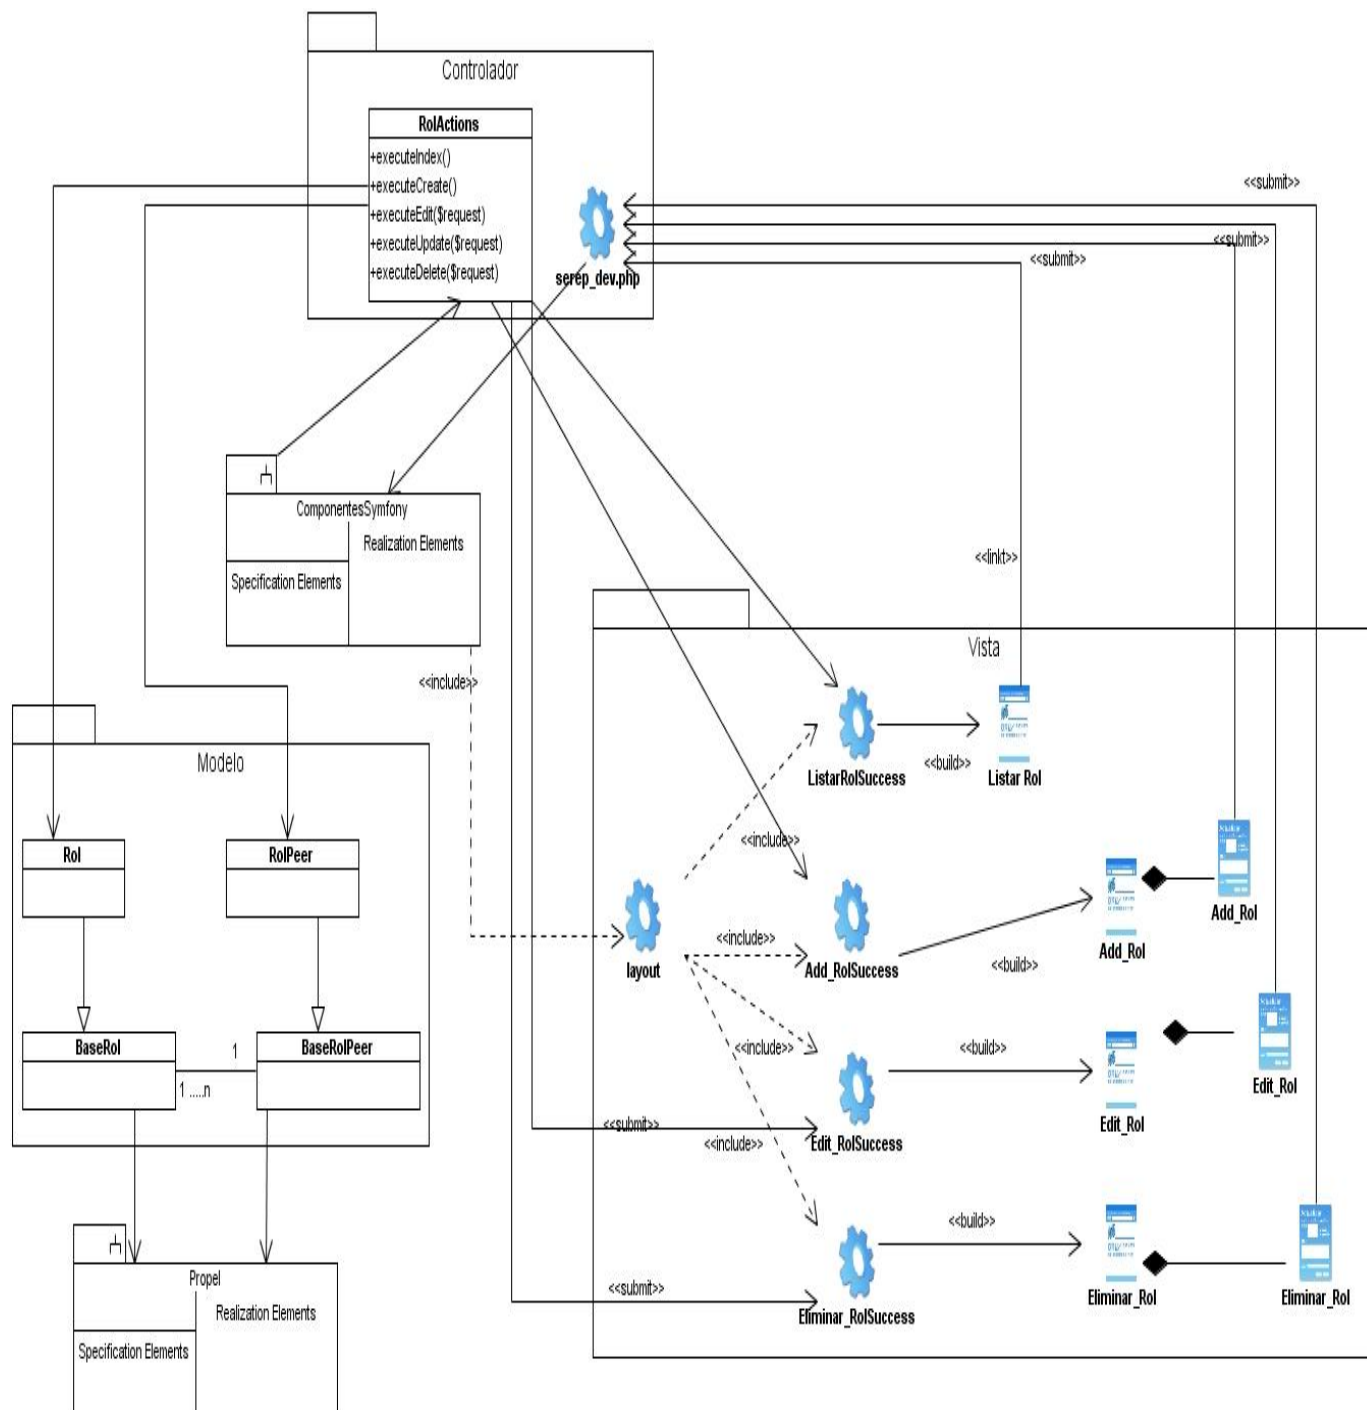 Controlador
RolActions
+executeIndex()
+executeCreate()
+executeEdit($request)
+executeUpdate($request)
+executeDelete($request)
serep_dev.php
<<submit>>
<<submit>>
<<submit>>
ComponentesSymfony
Realization Elements
Specification Elements
<<linkt>>
<<include>>
Vista
Modelo
ListarRolSuccess
<<build>>
Listar Rol
Rol
RolPeer
<<include>>
layout
<<include>>
Add_RolSuccess
<<build>>
Add_Rol
Add_Rol
BaseRol
1
1 .....n
BaseRolPeer
<<include>>
<<build>>
Edit_Rol
Edit_Rol
<<submit>>
<<include>>
Edit_RolSuccess
<<build>>
Propel
Realization Elements
Specification Elements
<<submit>>
Eliminar_RolSuccess
Eliminar_Rol
Eliminar_Rol